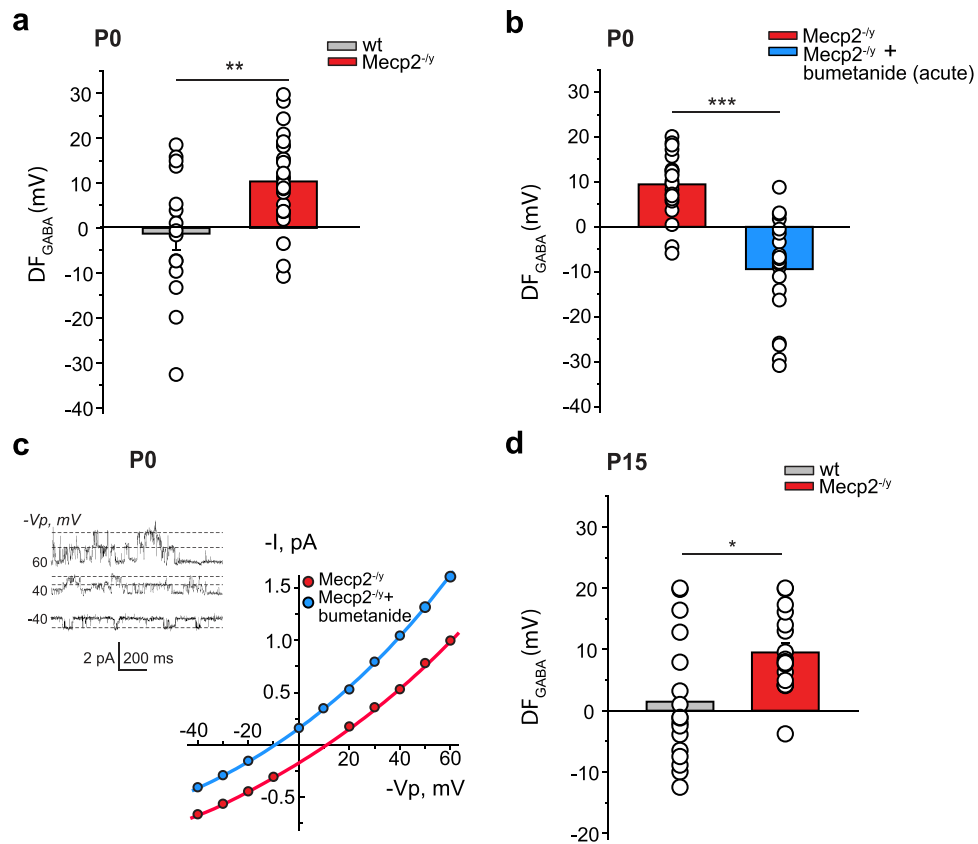 a
P0
wt
Mecp2-/y
**
30
20
10
0
-10
-20
-30
-40
DFGABA (mV)
b
P0
Mecp2-/y
Mecp2-/y +
bumetanide (acute)
***
30
20
10
0
-10
-20
-30
-40
DFGABA (mV)
c
P0
-Vp, mV
60
40
-40
2 pA
200 ms
-I, pA
Mecp2-/y
Mecp2-/y+
bumetanide
1.5
1.0
0.5
-0.5
-40 -20 20 40 60
-Vp, mV
d
P15
wt
Mecp2-/y
*
30
20
10
0
-10
-20
DFGABA (mV)